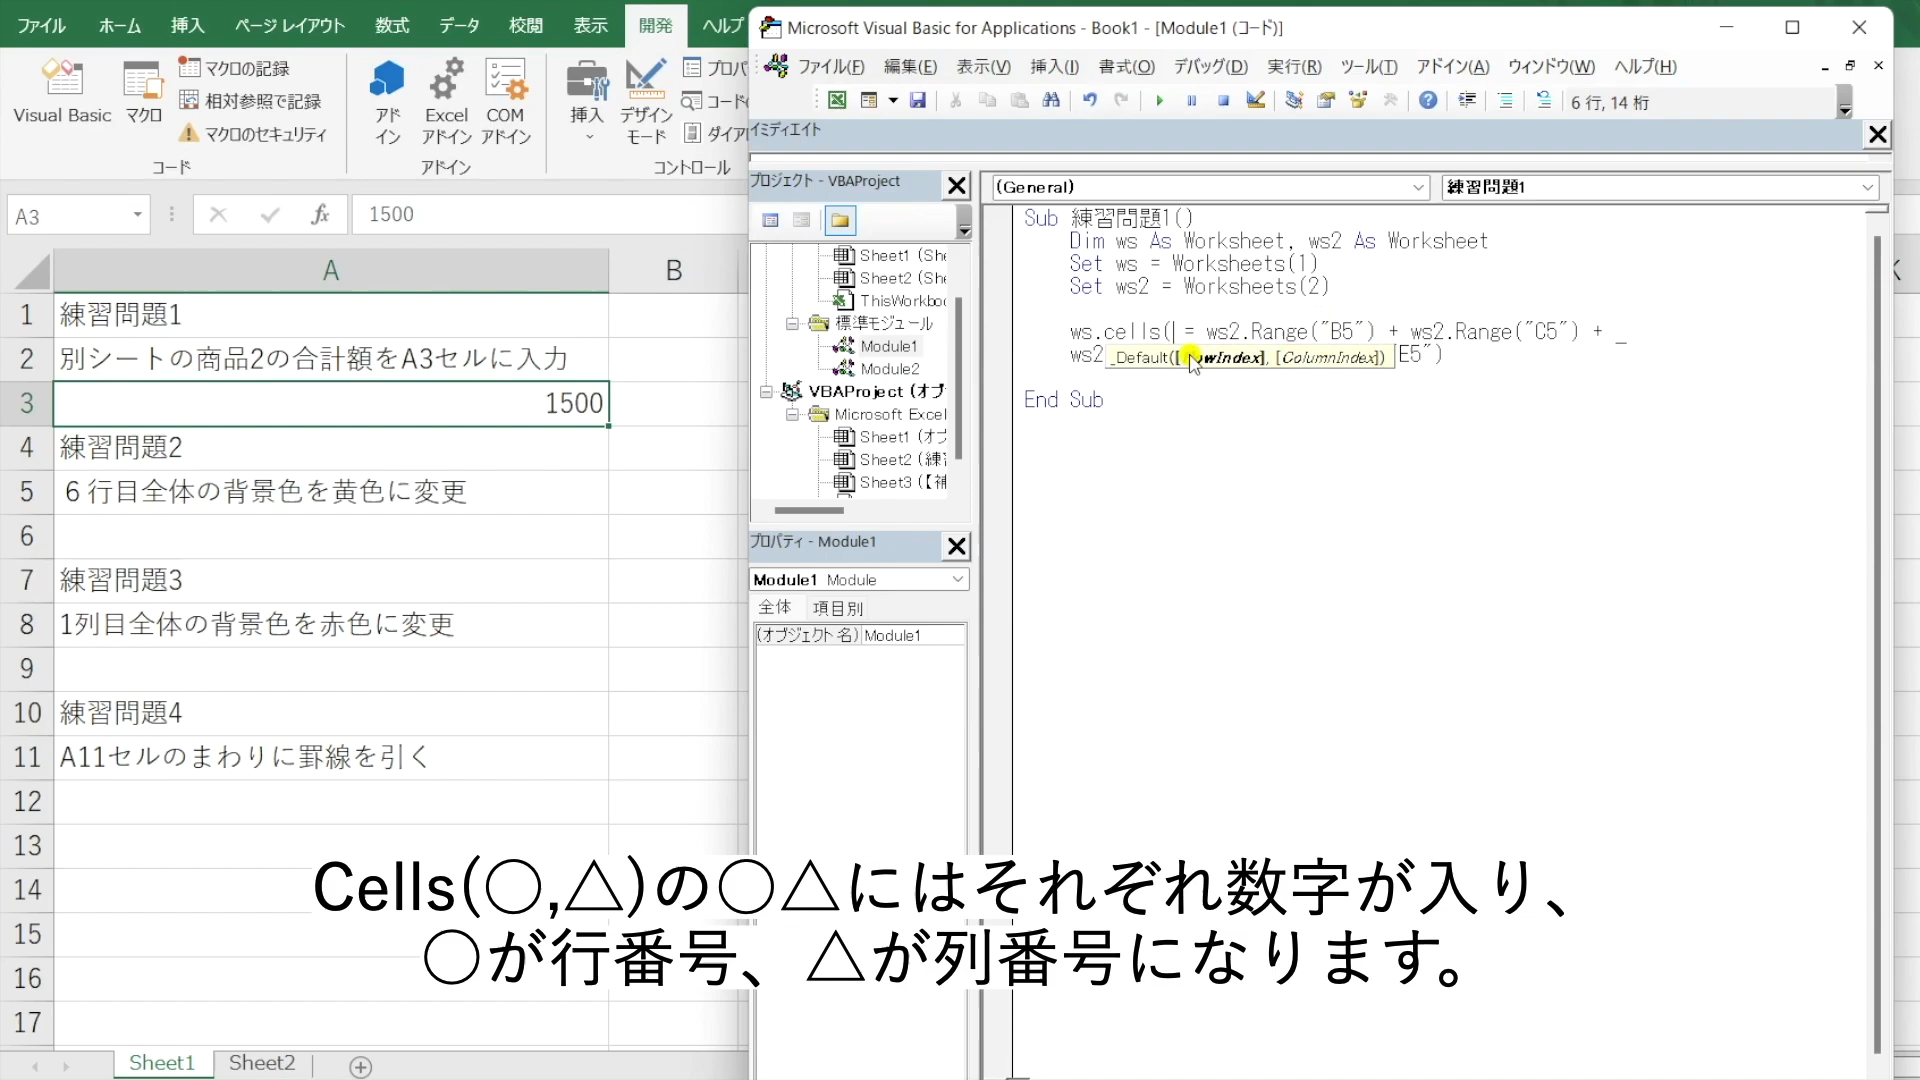 ファイル ホーム 挿入 ページ レイアウト 数式 データ 校閲 表示 開発 ヘルプ
Visual Basic
マクロ
マクロの記録
相対参照で記録
マクロのセキュリティ
コード
アド
イン
Excel
アドイン
COM
アドイン
アドイン
挿入
デザイン
モード
コントロール
A3
fx
1500
A B
1 練習問題1
2 別シートの商品2の合計額をA3セルに入力
3 1500
4 練習問題2
5 6行目全体の背景色を黄色に変更
6
7 練習問題3
8 1列目全体の背景色を赤色に変更
9
10 練習問題4
11 A11セルのまわりに罫線を引く
12
13
14
15
16
17
Sheet1 Sheet2
Microsoft Visual Basic for Applications - Book1 - [Module1 (コード)]
ファイル(F) 編集(E) 表示(V) 挿入(I) 書式(O) デバッグ(D) 実行(R) ツール(T) アドイン(A) ウィンドウ(W) ヘルプ(H)
6 行, 14 桁
イミディエイト
プロジェクト - VBAProject
Sheet1 (She
Sheet2 (She
標準モジュール
Module1
Module2
VBAProject (オブ
Microsoft Excel
Sheet1 (オブ
Sheet2 (練
Sheet3 (【補
プロパティ - Module1
Module1 Module
全体 項目別
(オブジェクト名) Module1
(General) 練習問題1
Sub 練習問題1()
Dim ws As Worksheet, ws2 As Worksheet
Set ws = Worksheets(1)
Set ws2 = Worksheets(2)
ws.cells( = ws2.Range("B5") + ws2.Range("C5") + _
ws2
_Default([RowIndex], [ColumnIndex])
E5")
End Sub
Cells(○,△)の○△にはそれぞれ数字が入り、
○が行番号、△が列番号になります。